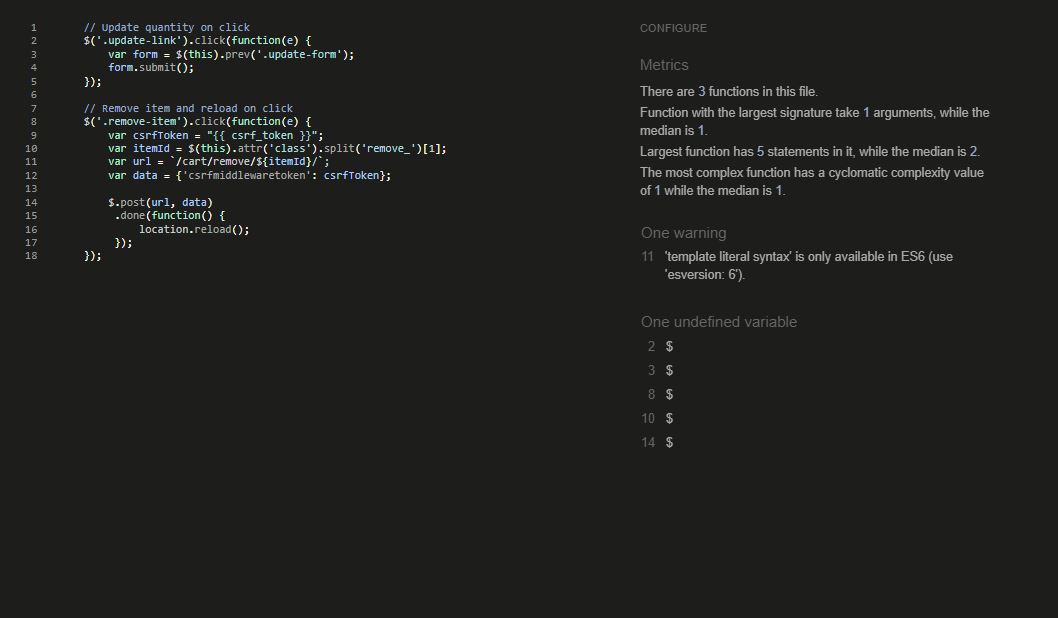 1 // Update quantity on click
2 $('.update-link').click(function(e) {
3 var form = $(this).prev('.update-form');
4 form.submit();
5 });
6
7 // Remove item and reload on click
8 $('.remove-item').click(function(e) {
9 var csrfToken = "{{ csrf_token }}";
10 var itemId = $(this).attr('class').split('remove_')[1];
11 var url = `/cart/remove/${itemId}/`;
12 var data = {'csrfmiddlewaretoken': csrfToken};
13
14 $.post(url, data)
15 .done(function() {
16 location.reload();
17 });
18 });
CONFIGURE
Metrics
There are 3 functions in this file.
Function with the largest signature take 1 arguments, while the
median is 1.
Largest function has 5 statements in it, while the median is 2.
The most complex function has a cyclomatic complexity value
of 1 while the median is 1.
One warning
11 'template literal syntax' is only available in ES6 (use
'esversion: 6').
One undefined variable
2 $
3 $
8 $
10 $
14 $